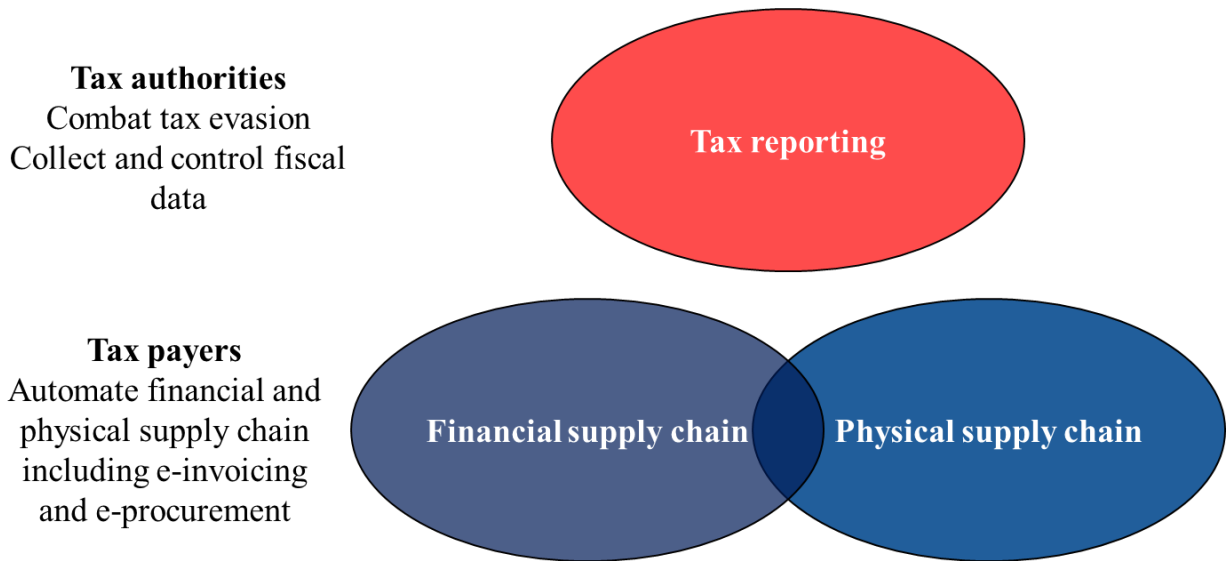 Tax authorities
Combat tax evasion
Collect and control fiscal
data
Tax reporting
Tax payers
Automate financial and
physical supply chain
including e-invoicing
and e-procurement
Financial supply chain
Physical supply chain